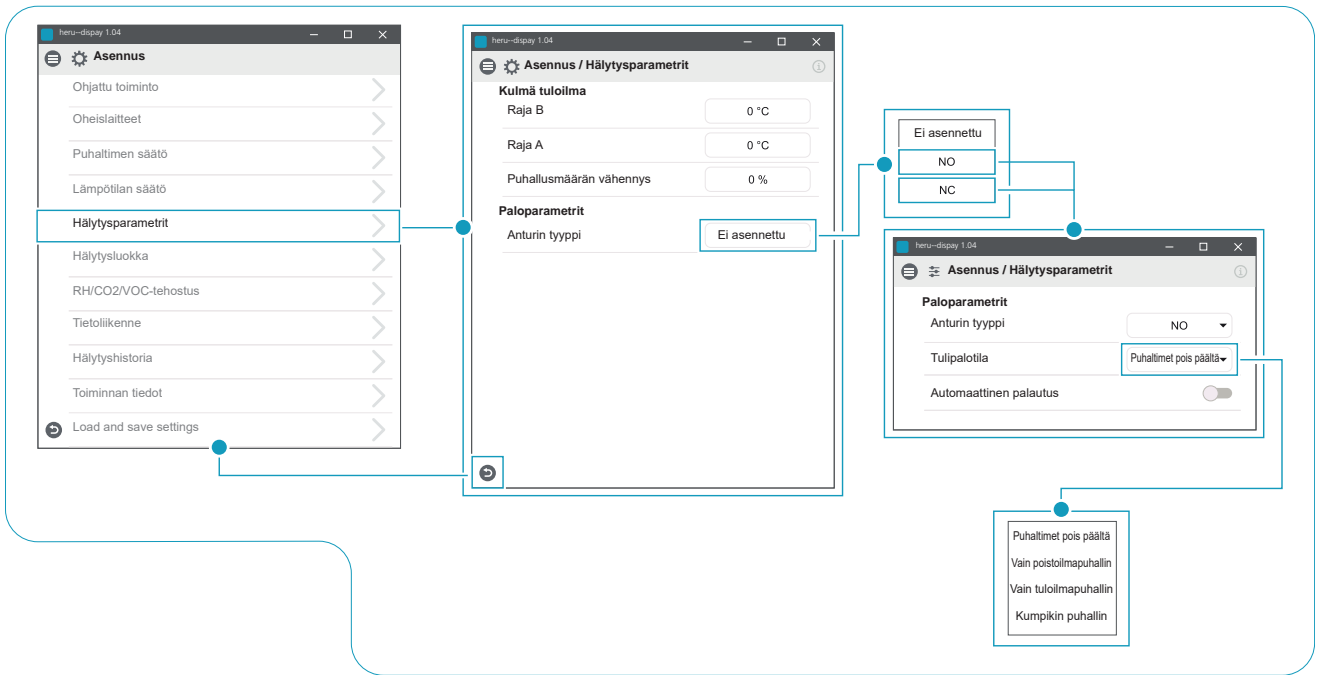 heru--dispay 1.04
Asennus
Ohjattu toiminto
Oheislaitteet
Puhaltimen säätö
Lämpötilan säätö
Hälytysparametrit
Hälytysluokka
RH/CO2/VOC-tehostus
Tietoliikenne
Hälytyshistoria
Toiminnan tiedot
Load and save settings
heru--dispay 1.04
Asennus / Hälytysparametrit
Kulmä tuloilma
Raja B 0 °C
Raja A 0 °C
Puhallusmäärän vähennys 0 %
Paloparametrit
Anturin tyyppi Ei asennettu
Ei asennettu
NO
NC
heru--dispay 1.04
Asennus / Hälytysparametrit
Paloparametrit
Anturin tyyppi NO
Tulipalotila Puhaltimet pois päältä
Automaattinen palautus
Puhaltimet pois päältä
Vain poistoilmapuhallin
Vain tuloilmapuhallin
Kumpikin puhallin